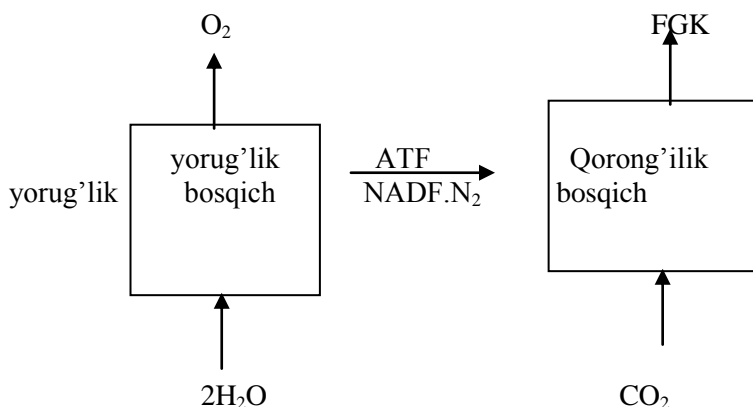 O₂
FGK
yorug’lik
yorug’lik
bosqich
ATF
NADF.N₂
Qorong’ilik
bosqich
2H₂O
CO₂